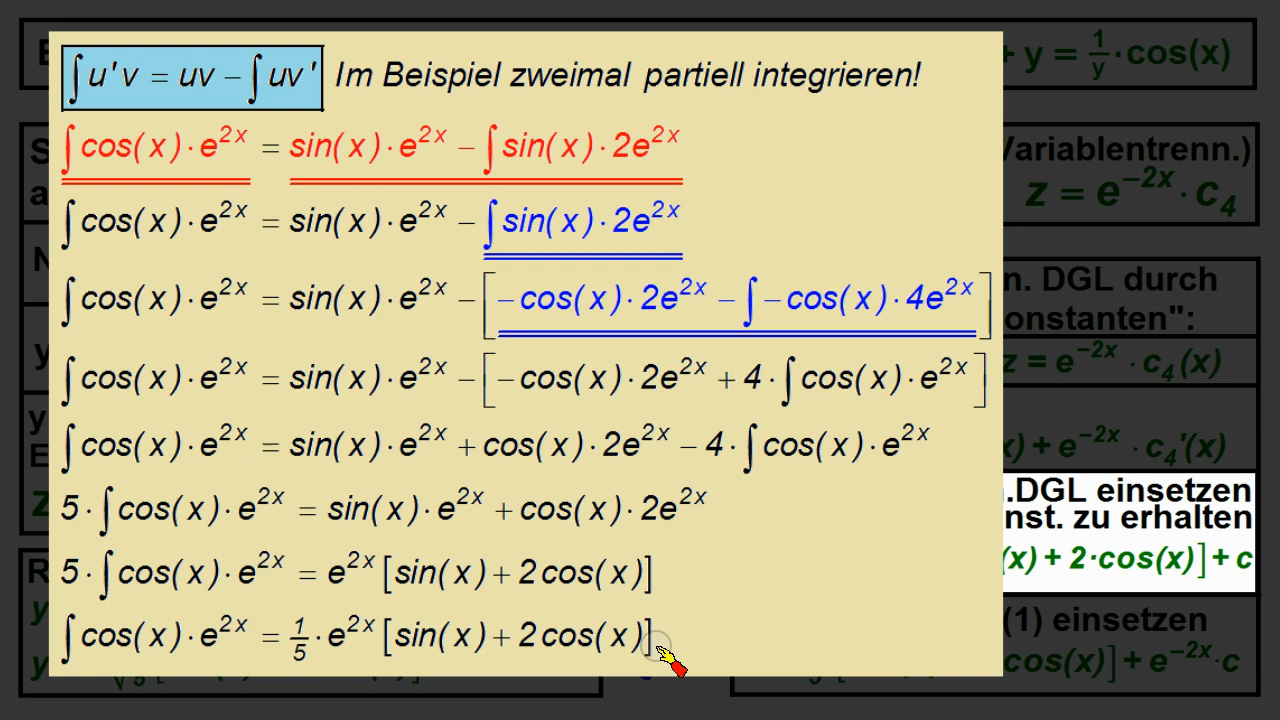 ∫u'v = uv − ∫uv' Im Beispiel zweimal partiell integrieren!
∫cos(x)·e^{2x} = sin(x)·e^{2x} − ∫sin(x)·2e^{2x}
∫cos(x)·e^{2x} = sin(x)·e^{2x} − ∫sin(x)·2e^{2x}
∫cos(x)·e^{2x} = sin(x)·e^{2x} − [−cos(x)·2e^{2x} − ∫−cos(x)·4e^{2x}]
∫cos(x)·e^{2x} = sin(x)·e^{2x} − [−cos(x)·2e^{2x} + 4·∫cos(x)·e^{2x}]
∫cos(x)·e^{2x} = sin(x)·e^{2x} + cos(x)·2e^{2x} − 4·∫cos(x)·e^{2x}
5·∫cos(x)·e^{2x} = sin(x)·e^{2x} + cos(x)·2e^{2x}
5·∫cos(x)·e^{2x} = e^{2x}[sin(x) + 2cos(x)]
∫cos(x)·e^{2x} = 1/5·e^{2x}[sin(x) + 2cos(x)]
+ y = 1/y·cos(x)
Variablentrenn.)
z = e^{−2x}·c₄
n. DGL durch
onstanten":
z = e^{−2x}·c₄(x)
x) + e^{−2x}·c₄'(x)
.DGL einsetzen
nst. zu erhalten
(x) + 2·cos(x)] + c
(1) einsetzen
cos(x)] + e^{−2x}·c